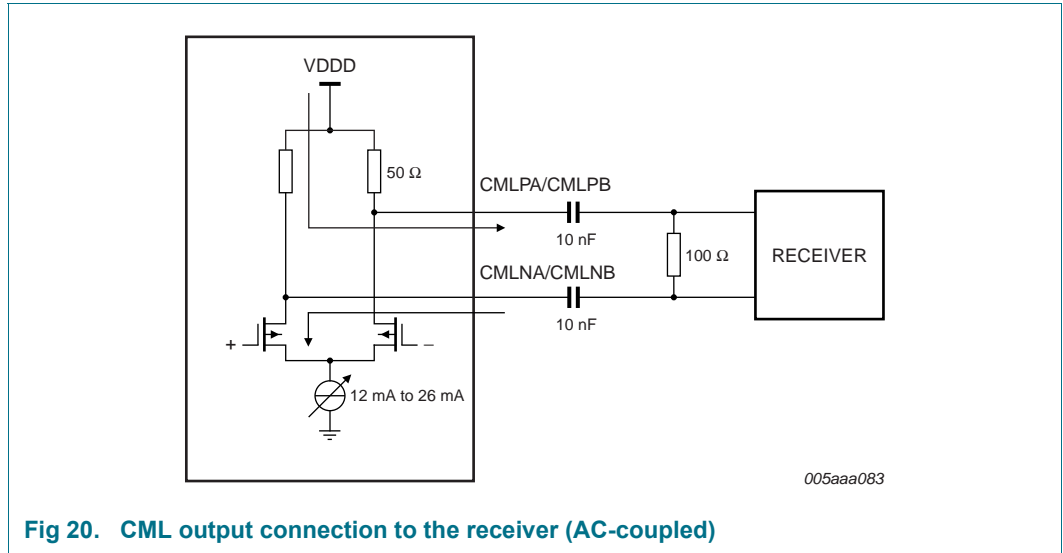 VDDD
50 Ω
CMLPA/CMLPB
10 nF
100 Ω
RECEIVER
CMLNA/CMLNB
10 nF
+
−
12 mA to 26 mA
005aaa083
Fig 20. CML output connection to the receiver (AC-coupled)